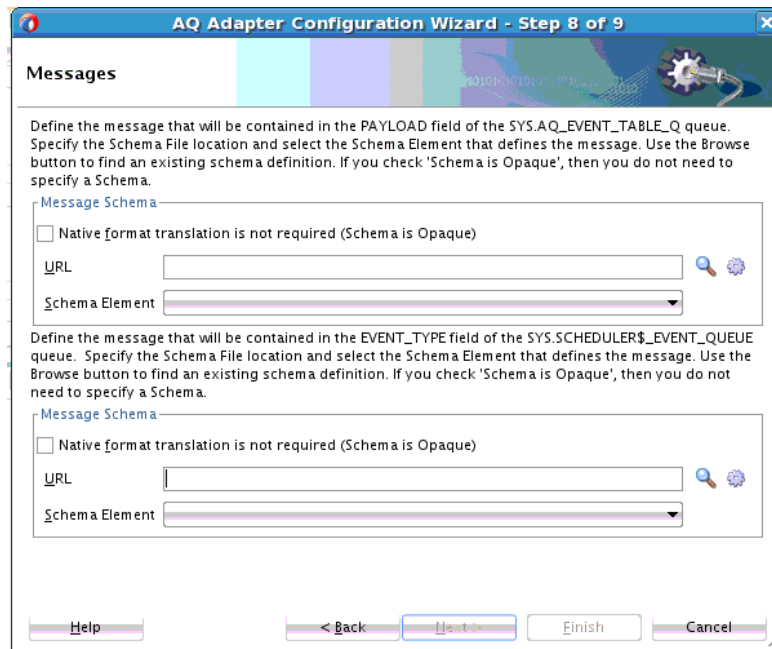 AQ Adapter Configuration Wizard - Step 8 of 9
Messages
Define the message that will be contained in the PAYLOAD field of the SYS.AQ_EVENT_TABLE_Q queue.
Specify the Schema File location and select the Schema Element that defines the message. Use the Browse
button to find an existing schema definition. If you check 'Schema is Opaque', then you do not need to
specify a Schema.
Message Schema
Native format translation is not required (Schema is Opaque)
URL
Schema Element
Define the message that will be contained in the EVENT_TYPE field of the SYS.SCHEDULER$_EVENT_QUEUE
queue. Specify the Schema File location and select the Schema Element that defines the message. Use the
Browse button to find an existing schema definition. If you check 'Schema is Opaque', then you do not
need to specify a Schema.
Message Schema
Native format translation is not required (Schema is Opaque)
URL
Schema Element
Help
< Back
Next >
Finish
Cancel